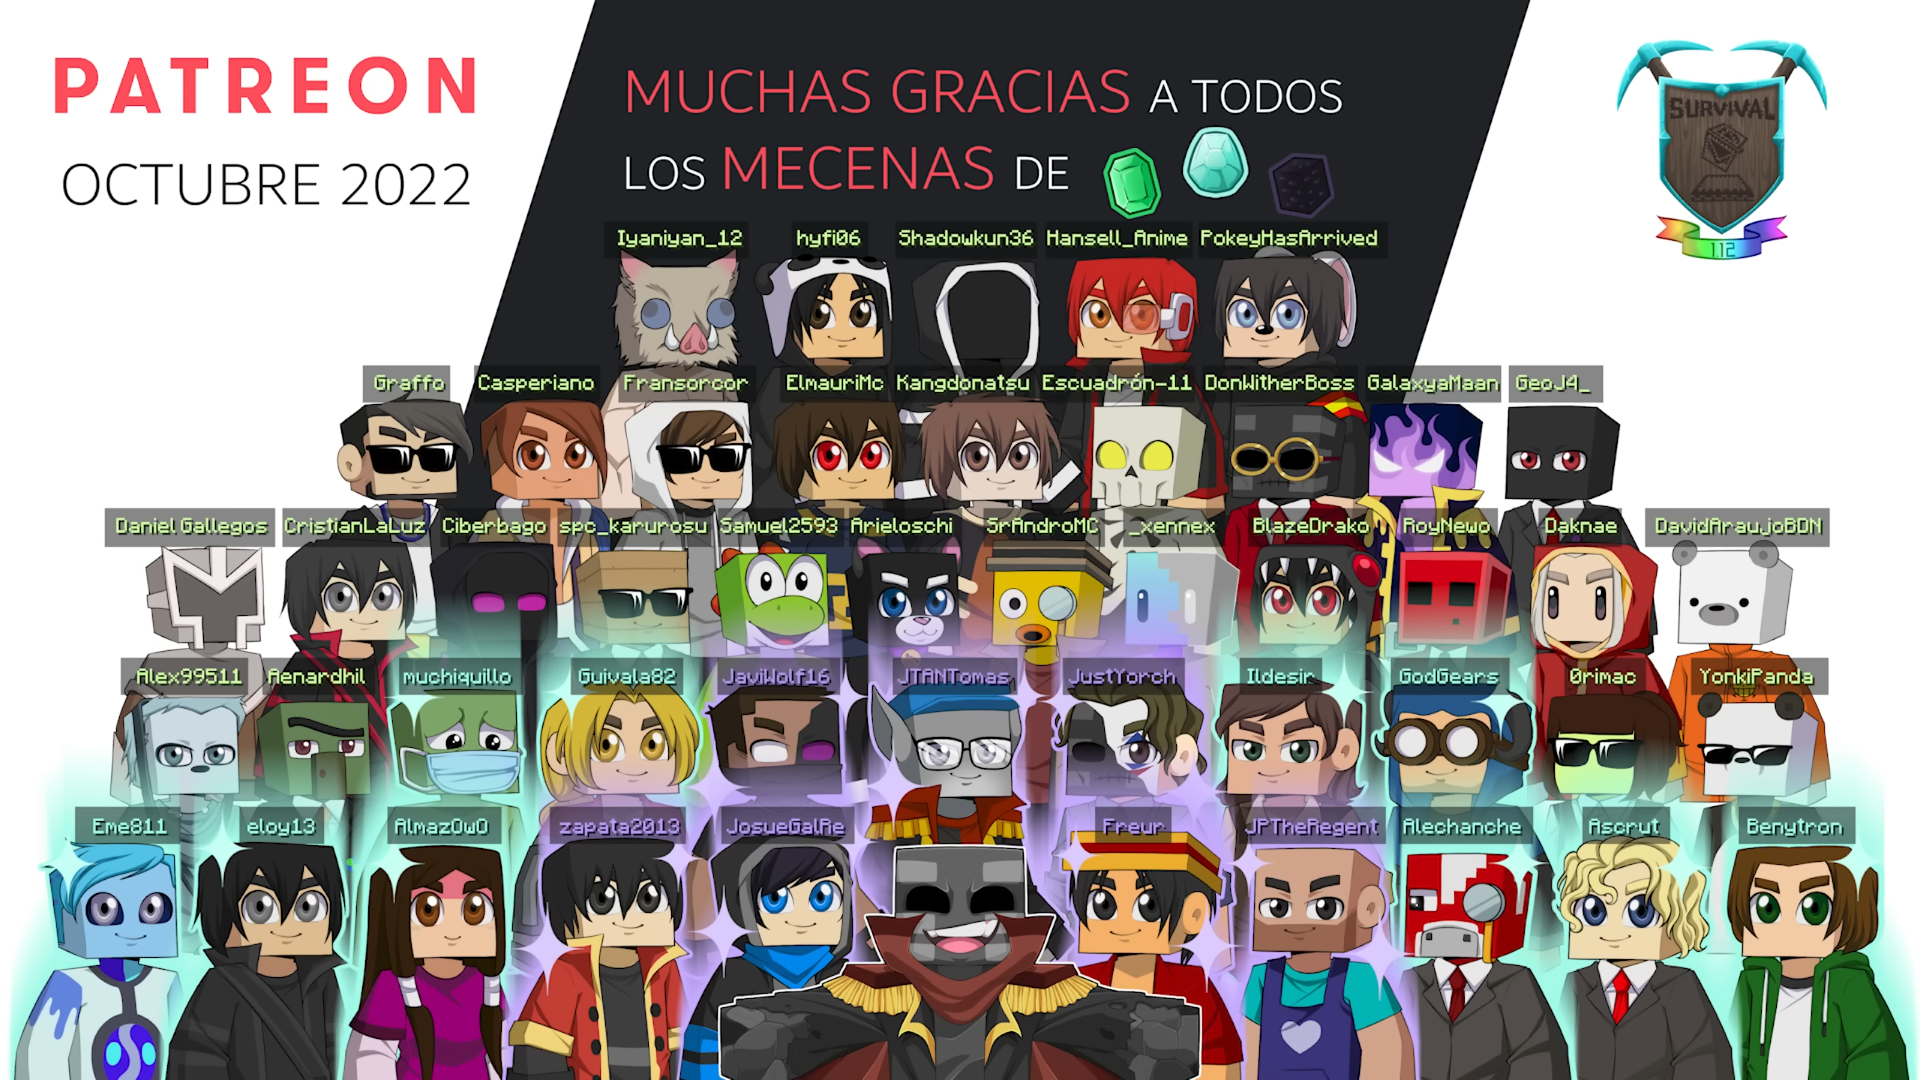 PATREON
OCTUBRE 2022
MUCHAS GRACIAS A TODOS
LOS MECENAS DE
SURVIVAL
1.12
Iyaniyan_12 hyfi06 Shadowkun36 Hansell_Anime PokeyHasArrived
Graffo Casperiano Fransorcor ElmauriMc Kangdonatsu Escuadrón-11 DonWitherBoss GalaxyaMaan GeoJ4_
Daniel Gallegos CristianLaLuz Ciberbago spc_karurosu Samuel2593 Arieloschi SrAndroMC _xennex BlazeDrako RoyNewo Daknae DavidAraujoBDN
Alex99511 Aenardhil muchiquillo Guivala82 JaviWolf16 JTANTomas JustYorch Ildesir GodGears 0rimac YonkiPanda
Eme811 eloy13 AlmazOwO zapata2013 JosueGalRe Freur JPTheRegent Alechanche Ascrut Benytron